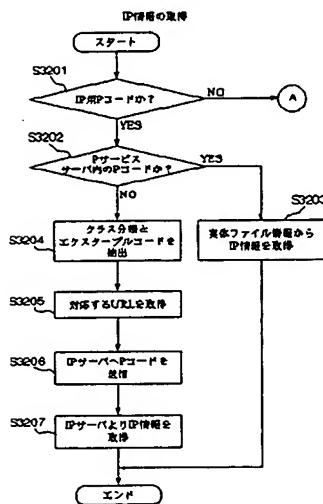 IP情報の取得
スタート
S3201
IP用Pコードか?
NO
A
YES
S3202
Pサービス
サーバ内のPコードか?
YES
NO
S3203
実体ファイル情報から
IP情報を取得
S3204
クラス分類と
エクスターブルコードを
抽出
S3205
対応するURLを取得
S3206
IPサーバへPコードを
送信
S3207
IPサーバよりIP情報を
取得
エンド